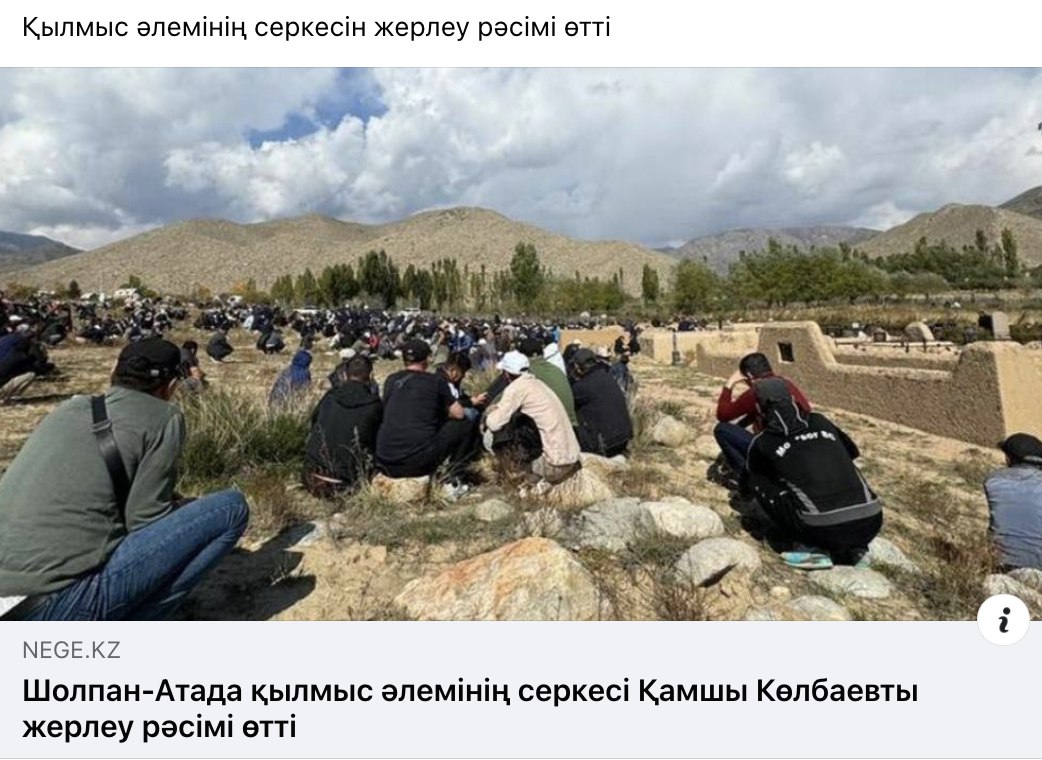 Қылмыс әлемінің серкесін жерлеу рәсімі өтті
NEGE.KZ
Шолпан-Атада қылмыс әлемінің серкесі Қамшы Көлбаевты
жерлеу рәсімі өтті